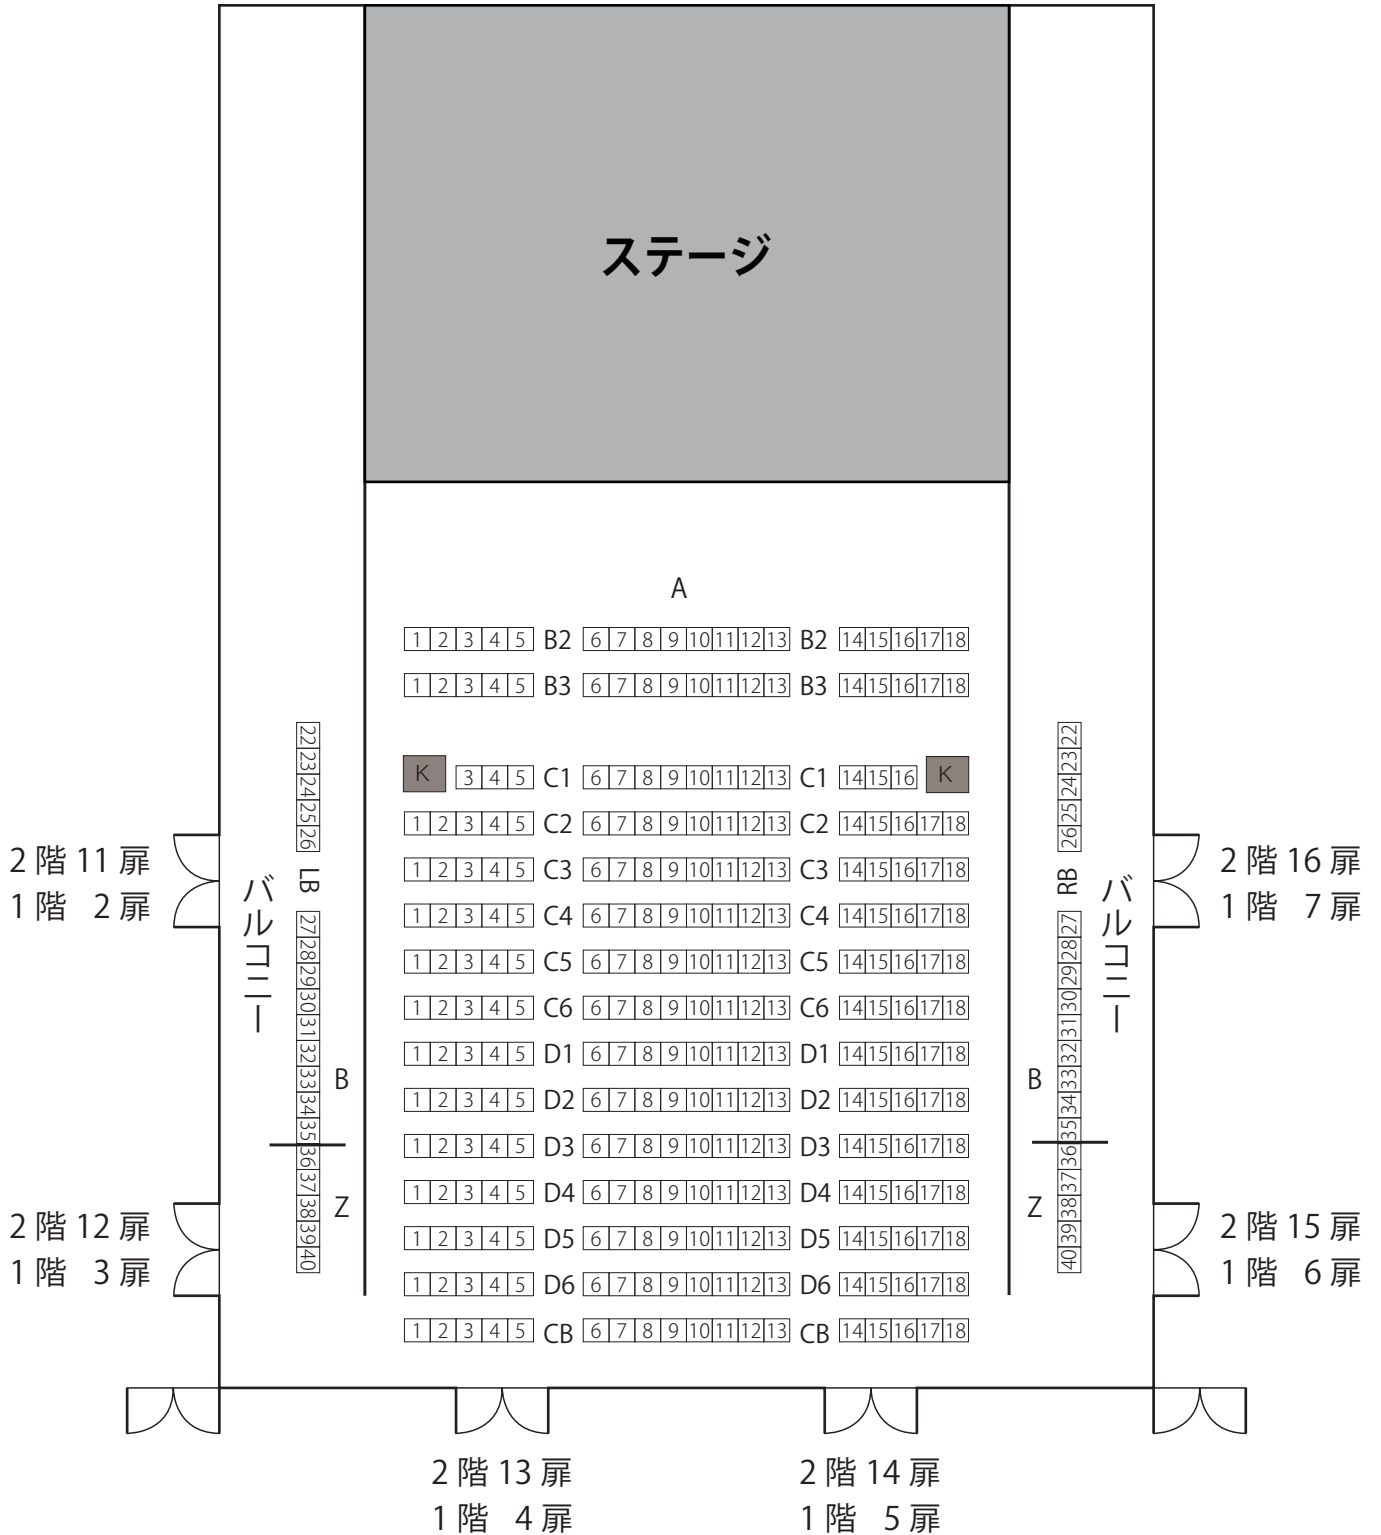 ステージ
A
1 2 3 4 5 B2 6 7 8 9 10 11 12 13 B2 14 15 16 17 18
1 2 3 4 5 B3 6 7 8 9 10 11 12 13 B3 14 15 16 17 18
K 3 4 5 C1 6 7 8 9 10 11 12 13 C1 14 15 16 K
1 2 3 4 5 C2 6 7 8 9 10 11 12 13 C2 14 15 16 17 18
1 2 3 4 5 C3 6 7 8 9 10 11 12 13 C3 14 15 16 17 18
1 2 3 4 5 C4 6 7 8 9 10 11 12 13 C4 14 15 16 17 18
1 2 3 4 5 C5 6 7 8 9 10 11 12 13 C5 14 15 16 17 18
1 2 3 4 5 C6 6 7 8 9 10 11 12 13 C6 14 15 16 17 18
1 2 3 4 5 D1 6 7 8 9 10 11 12 13 D1 14 15 16 17 18
1 2 3 4 5 D2 6 7 8 9 10 11 12 13 D2 14 15 16 17 18
1 2 3 4 5 D3 6 7 8 9 10 11 12 13 D3 14 15 16 17 18
1 2 3 4 5 D4 6 7 8 9 10 11 12 13 D4 14 15 16 17 18
1 2 3 4 5 D5 6 7 8 9 10 11 12 13 D5 14 15 16 17 18
1 2 3 4 5 D6 6 7 8 9 10 11 12 13 D6 14 15 16 17 18
1 2 3 4 5 CB 6 7 8 9 10 11 12 13 CB 14 15 16 17 18
22 23 24 25 26 LB 27 28 29 30 31 32 33 34 35 36 37 38 39 40
バルコニー
B
Z
40 39 38 37 36 35 34 33 32 31 30 29 28 27 RB 26 25 24 23 22
バルコニー
B
Z
2階11扉
1階 2扉
2階12扉
1階 3扉
2階16扉
1階 7扉
2階15扉
1階 6扉
2階13扉
1階 4扉
2階14扉
1階 5扉